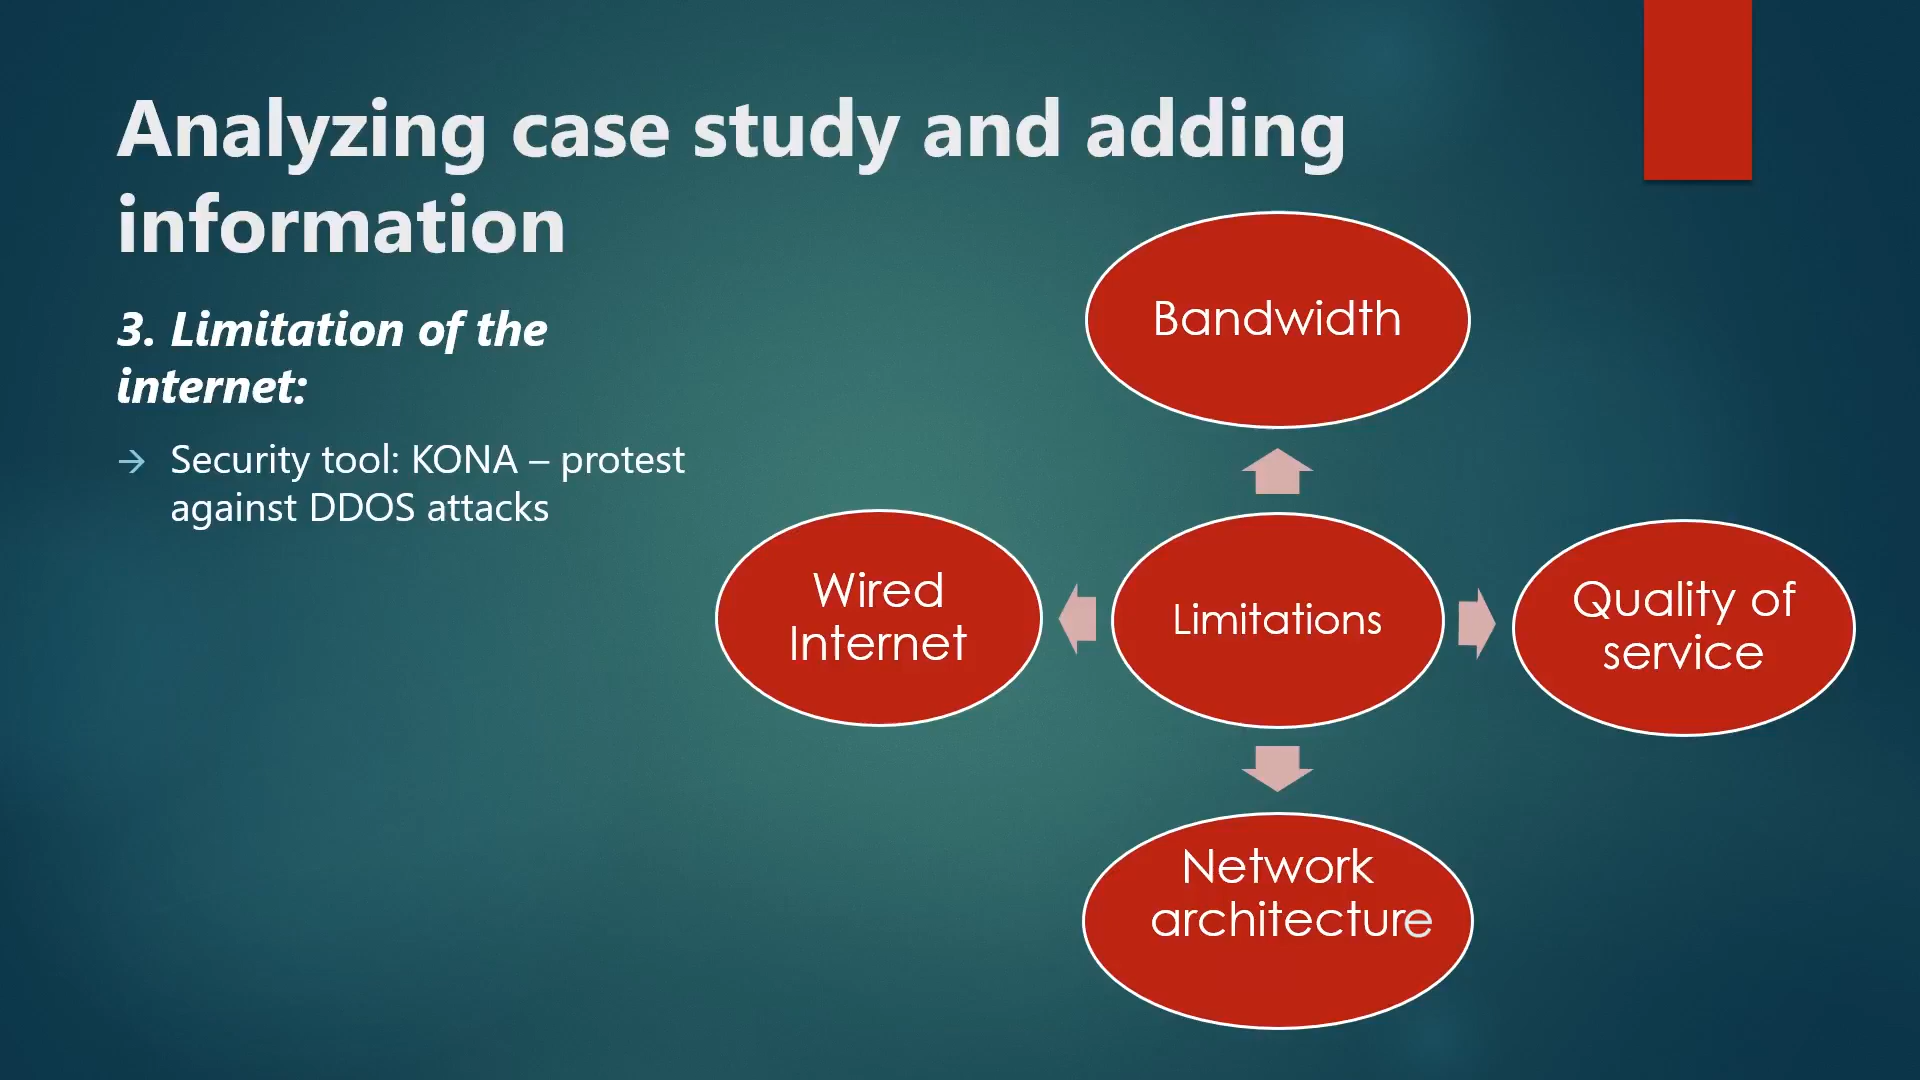 Analyzing case study and adding
information
3. Limitation of the
internet:
Security tool: KONA – protest
against DDOS attacks
Bandwidth
Wired
Internet
Limitations
Quality of
service
Network
architecture